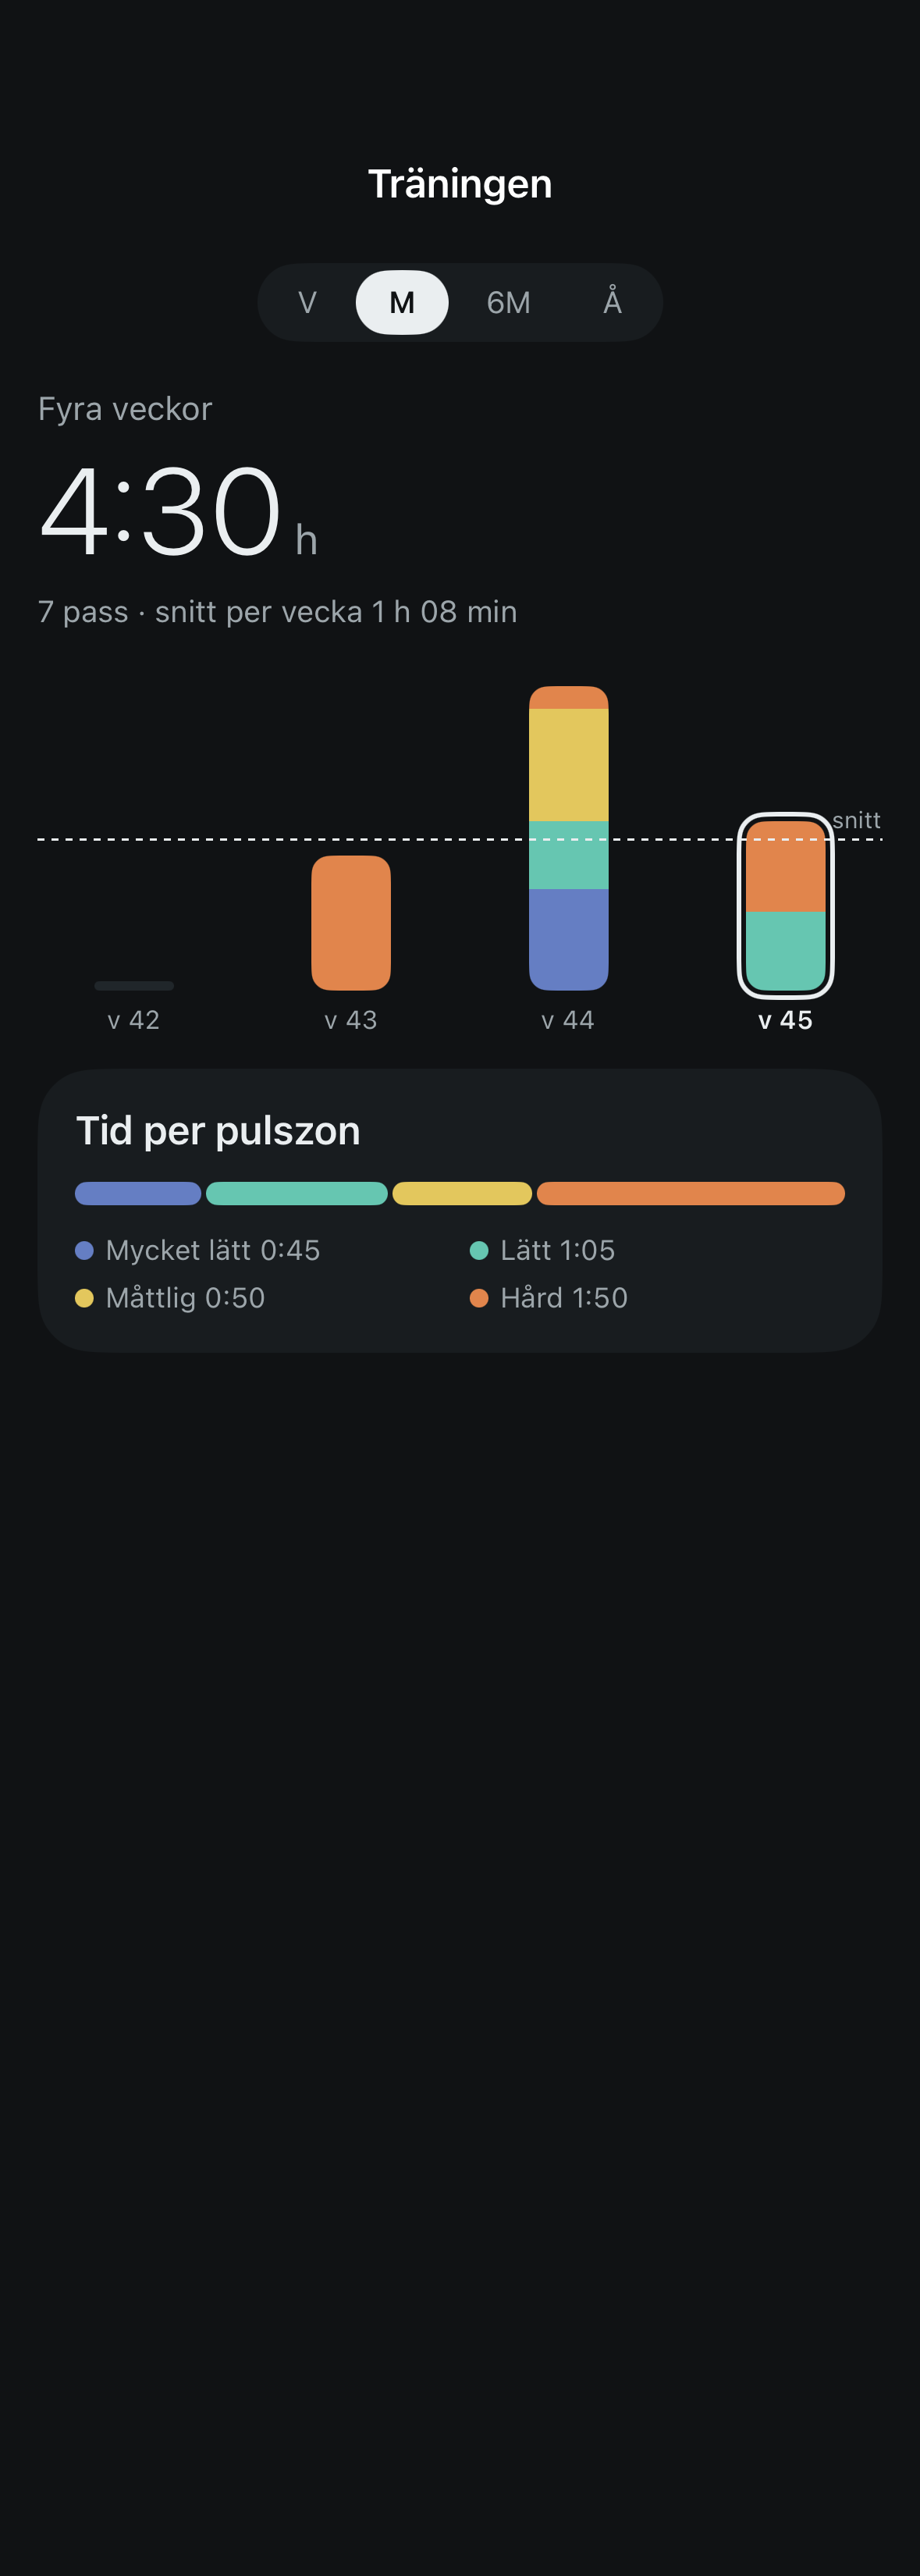 Träningen
V M 6M Å
Fyra veckor
4:30 h
7 pass · snitt per vecka 1 h 08 min
snitt
v 42 v 43 v 44 v 45
Tid per pulszon
Mycket lätt 0:45 Lätt 1:05
Måttlig 0:50 Hård 1:50